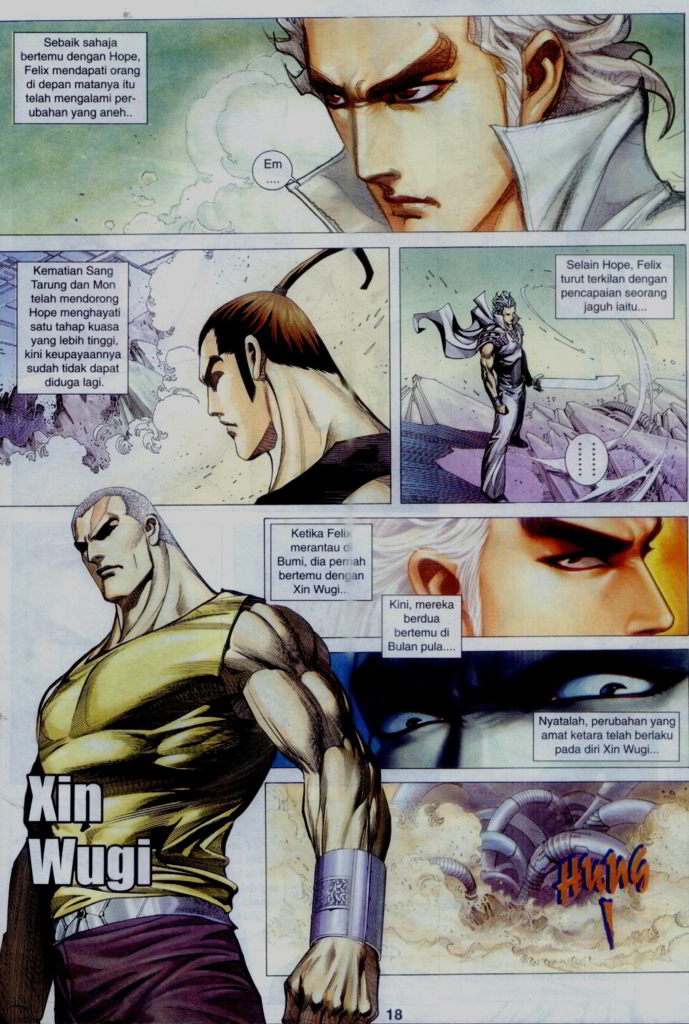 Sebaik sahaja
bertemu dengan Hope,
Felix mendapati orang
di depan matanya itu
telah mengalami per-
ubahan yang aneh..
Em
....
Kematian Sang
Tarung dan Mon
telah mendorong
Hope menghayati
satu tahap kuasa
yang lebih tinggi,
kini keupayaannya
sudah tidak dapat
diduga lagi.
Selain Hope, Felix
turut terkilan dengan
pencapaian seorang
jaguh iaitu...
Ketika Felix
merantau di
Bumi, dia pernah
bertemu dengan
Xin Wugi...
Kini, mereka
berdua
bertemu di
Bulan pula....
Nyatalah, perubahan yang
amat ketara telah berlaku
pada diri Xin Wugi...
Xin
Wugi
HUNG
!
18